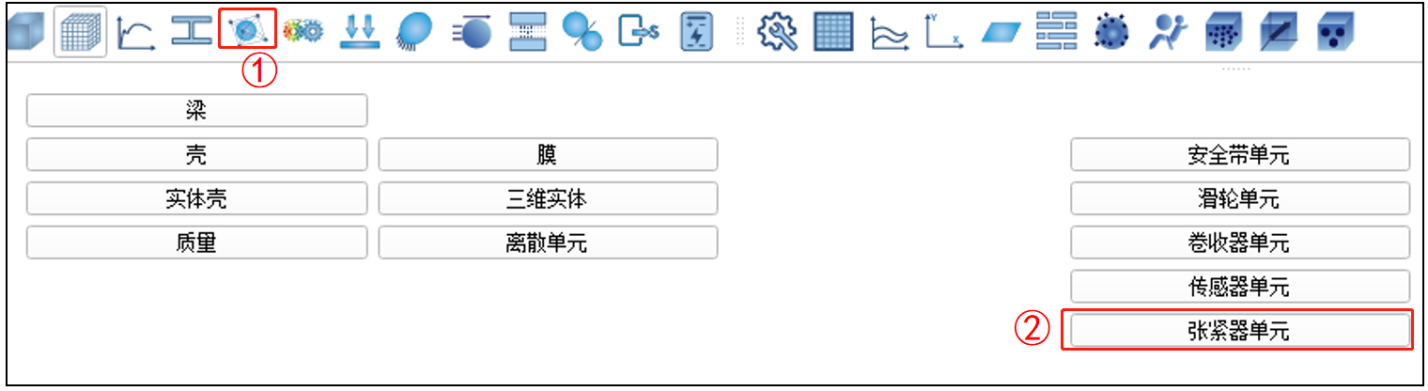 ①
梁
壳 膜 安全带单元
实体壳 三维实体 滑轮单元
质量 离散单元 卷收器单元
传感器单元
② 张紧器单元